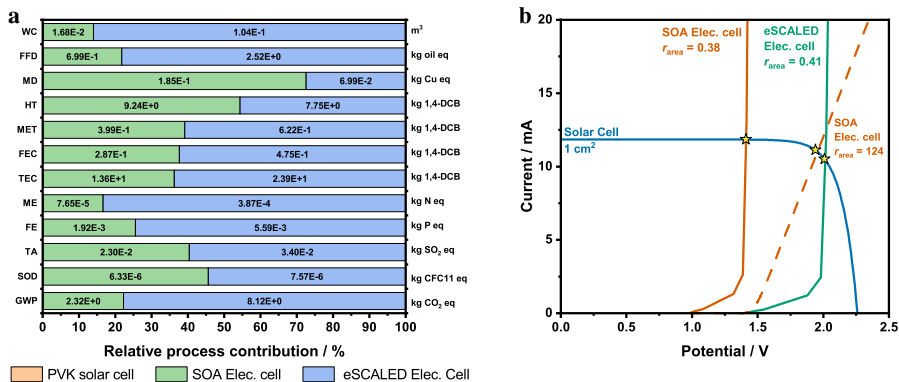 a
WC 1.68E-2 1.04E-1 m³
FFD 6.99E-1 2.52E+0 kg oil eq
MD 1.85E-1 6.99E-2 kg Cu eq
HT 9.24E+0 7.75E+0 kg 1,4-DCB
MET 3.99E-1 6.22E-1 kg 1,4-DCB
FEC 2.87E-1 4.75E-1 kg 1,4-DCB
TEC 1.36E+1 2.39E+1 kg 1,4-DCB
ME 7.65E-5 3.87E-4 kg N eq
FE 1.92E-3 5.59E-3 kg P eq
TA 2.30E-2 3.40E-2 kg SO₂ eq
SOD 6.33E-6 7.57E-6 kg CFC11 eq
GWP 2.32E+0 8.12E+0 kg CO₂ eq
0 10 20 30 40 50 60 70 80 90 100
Relative process contribution / %
PVK solar cell SOA Elec. cell eSCALED Elec. Cell
b
20
15
10
5
0
Current / mA
SOA Elec. cell
r_area = 0.38
eSCALED
Elec. cell
r_area = 0.41
Solar Cell
1 cm²
SOA
Elec. cell
r_area = 124
0.0 0.5 1.0 1.5 2.0 2.5
Potential / V